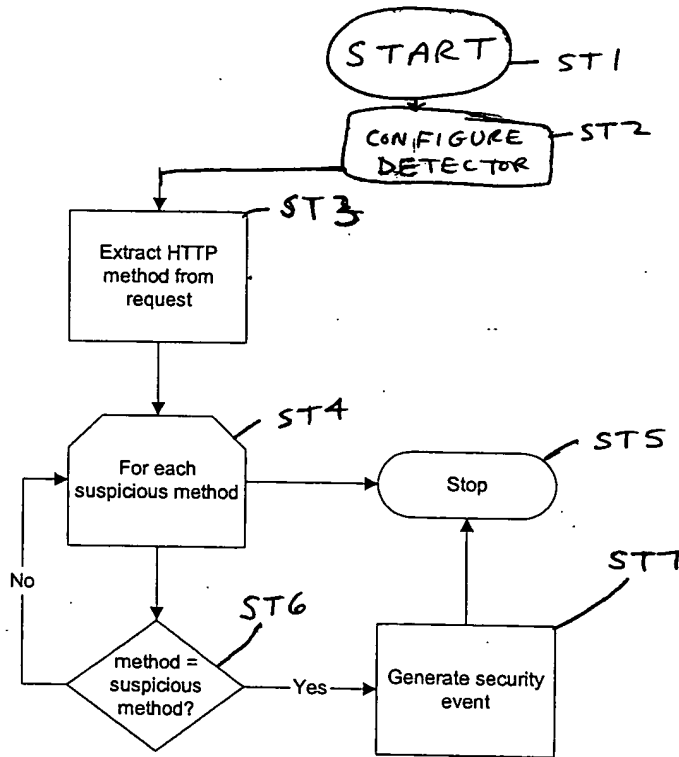 START
ST1
CONFIGURE
DETECTOR
ST2
ST3
Extract HTTP
method from
request
ST4
For each
suspicious method
ST5
Stop
No
ST6
method =
suspicious
method?
Yes
ST7
Generate security
event